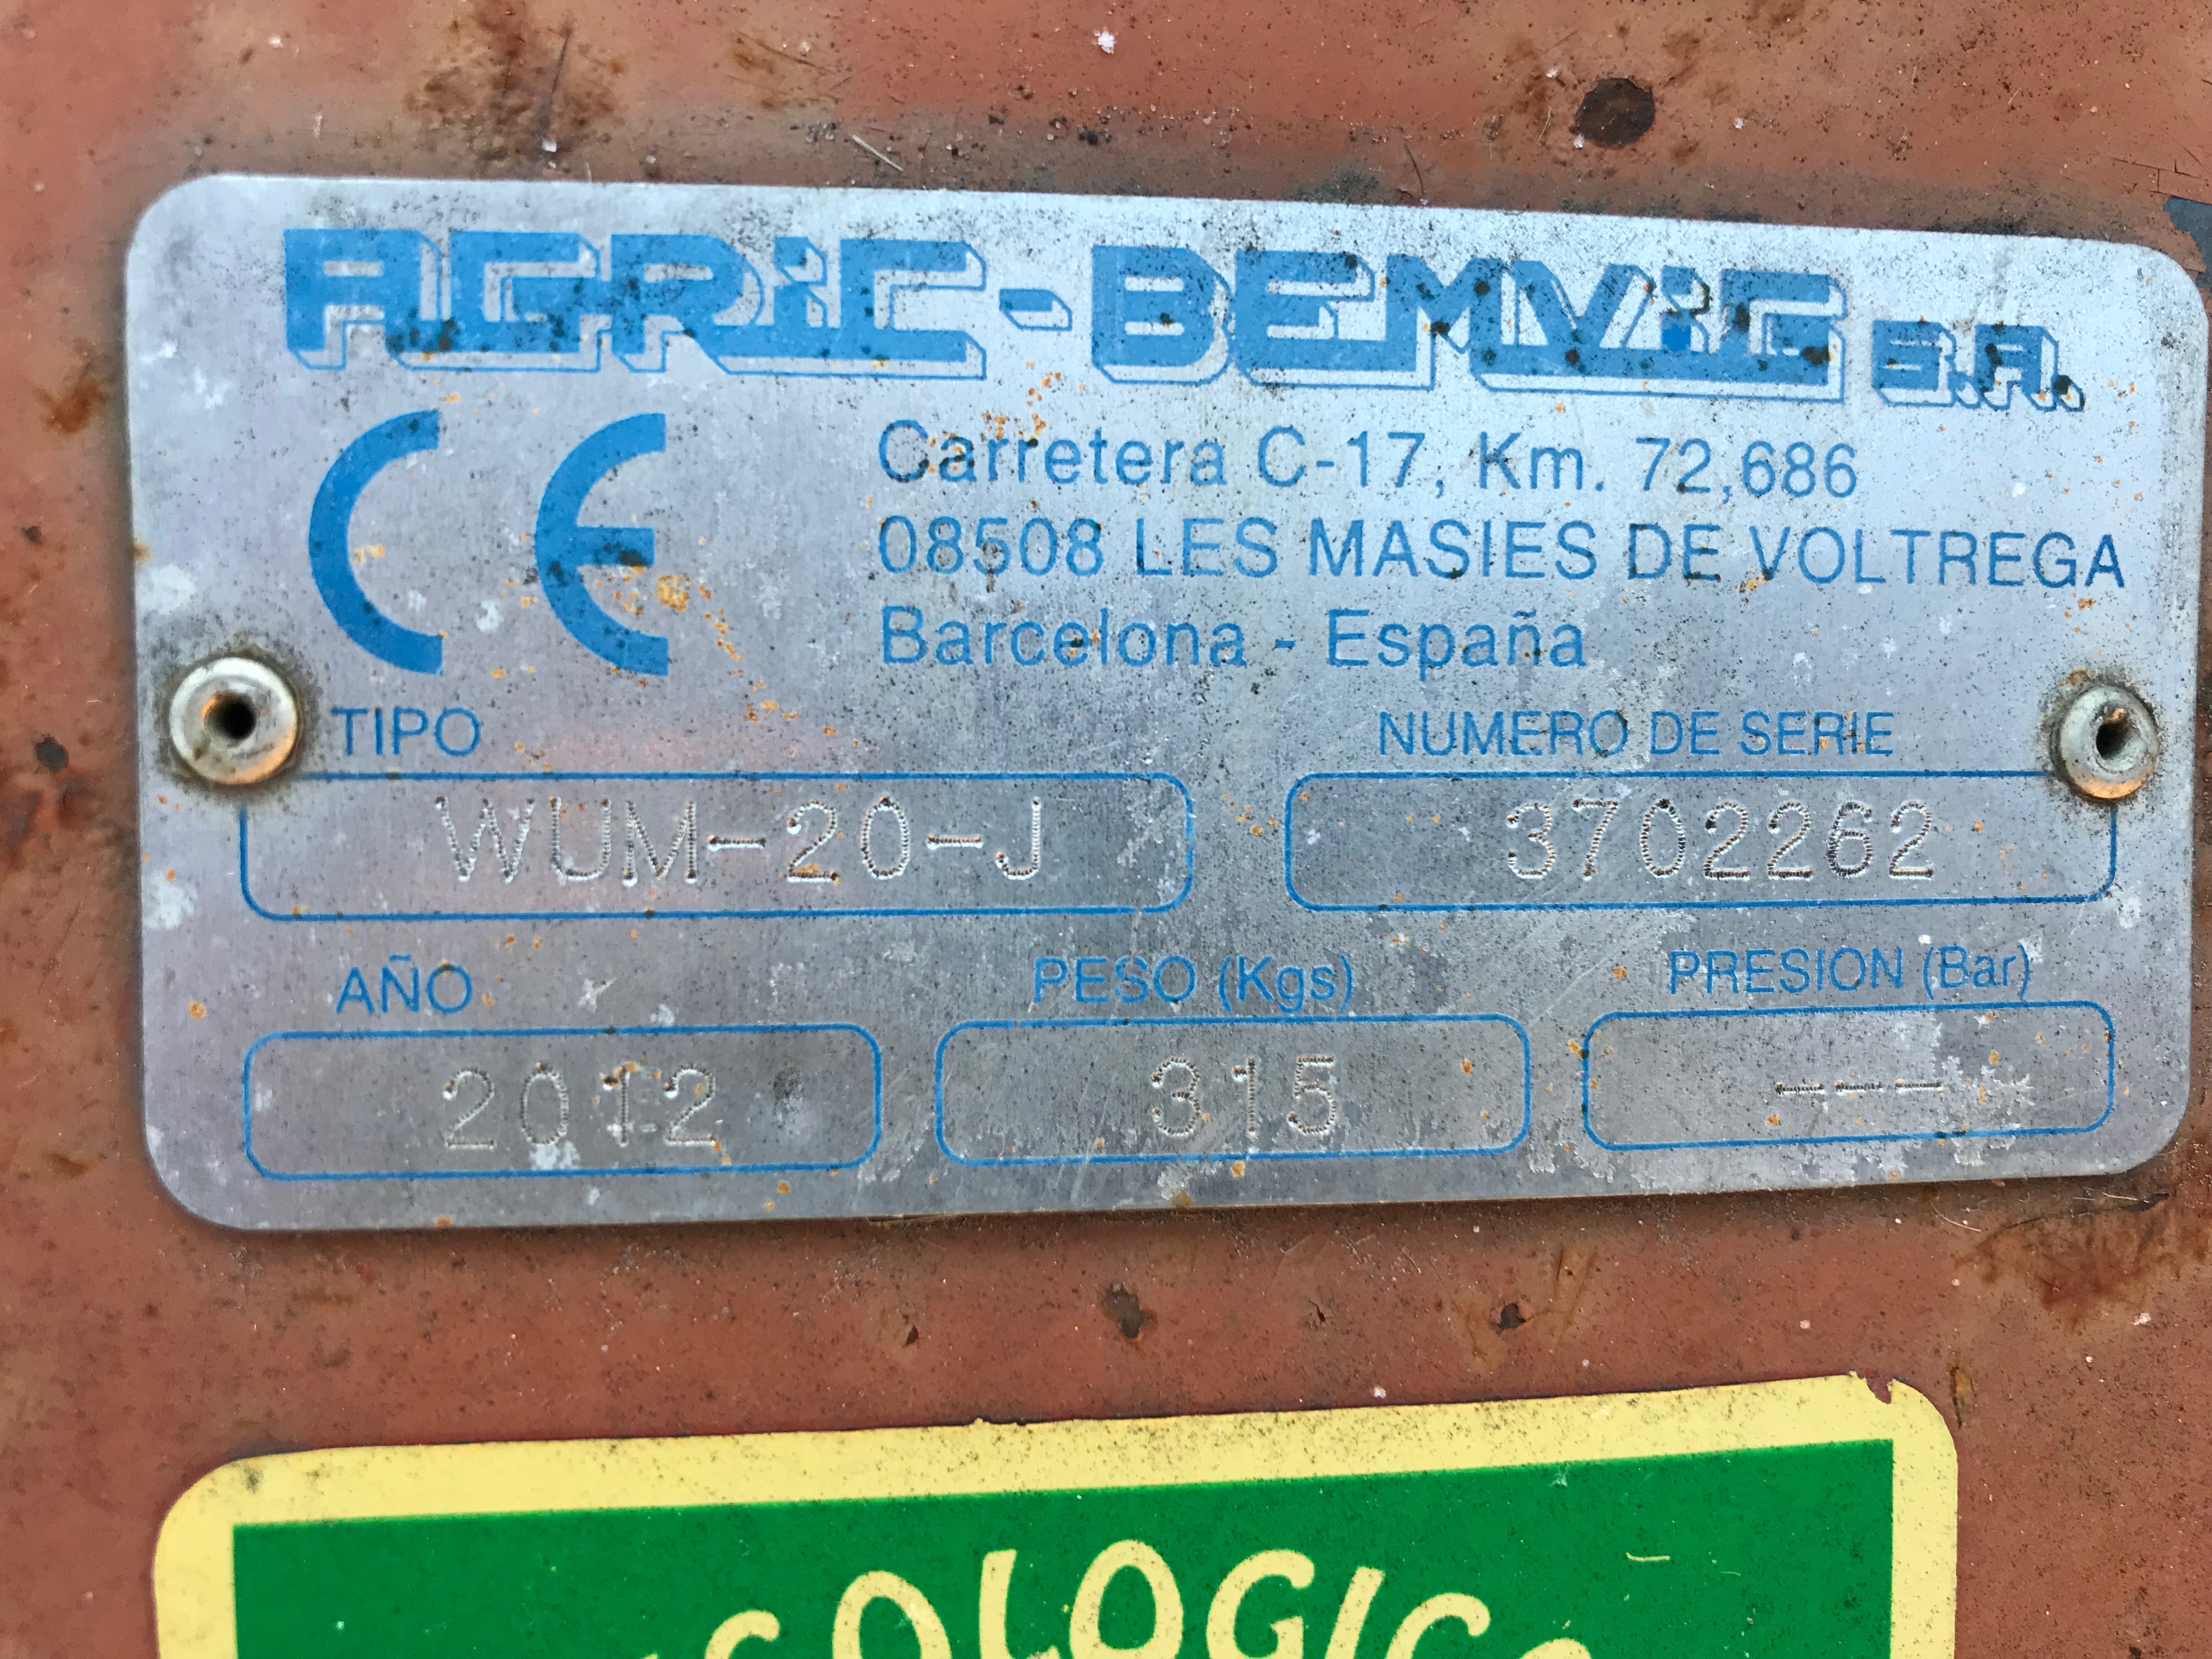 AGRIC-BEMVIG S.A.
CE
Carretera C-17, Km. 72,686
08508 LES MASIES DE VOLTREGA
Barcelona - España
TIPO
NUMERO DE SERIE
WUM-20-J
3702262
AÑO
PESO (Kgs)
PRESION (Bar)
2012
315
---